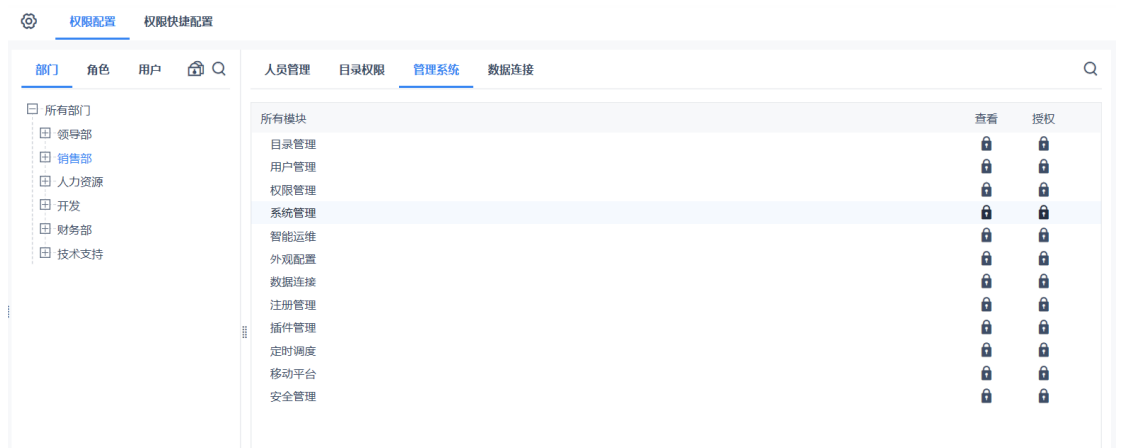 权限配置 权限快捷配置
部门 角色 用户
所有部门
领导部
销售部
人力资源
开发
财务部
技术支持
人员管理 目录权限 管理系统 数据连接
所有模块 查看 授权
目录管理
用户管理
权限管理
系统管理
智能运维
外观配置
数据连接
注册管理
插件管理
定时调度
移动平台
安全管理